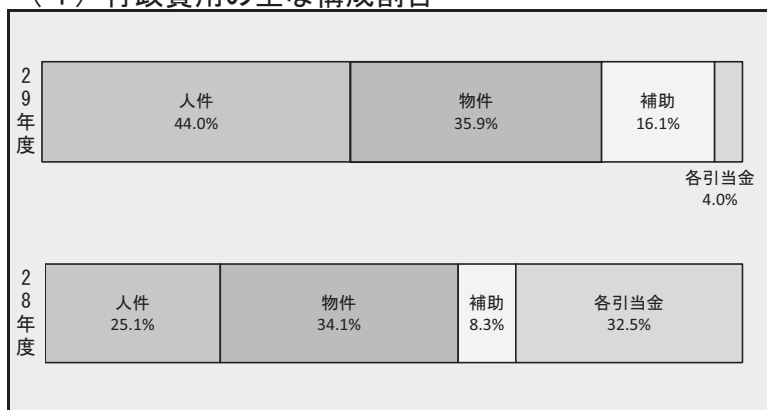 (1) 行政費用の主な構成割合
29年度
人件
44.0%
物件
35.9%
補助
16.1%
各引当金
4.0%
28年度
人件
25.1%
物件
34.1%
補助
8.3%
各引当金
32.5%